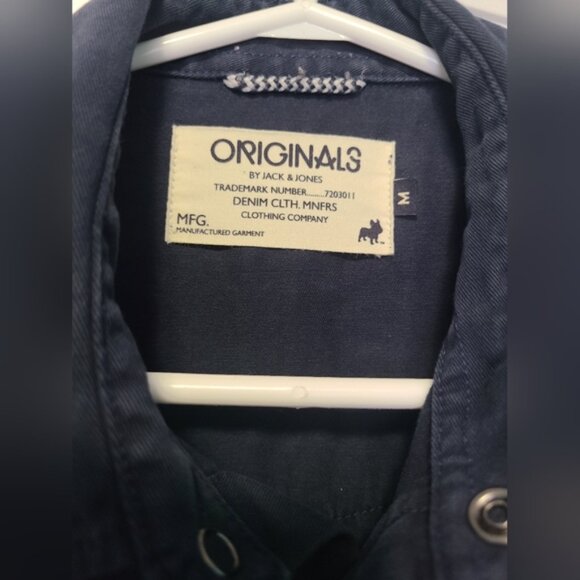 ORIGINALS
BY JACK & JONES
TRADEMARK NUMBER........7203011
DENIM CLTH. MNFRS
CLOTHING COMPANY
MFG.
MANUFACTURED GARMENT
M